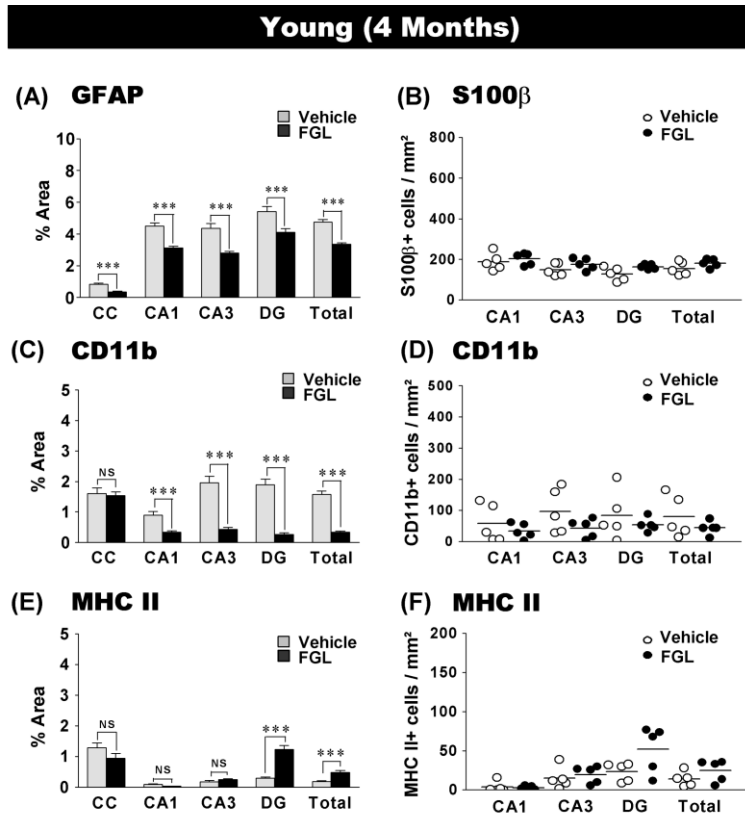 Young (4 Months)
(A) GFAP
Vehicle
FGL
% Area
10
8
6
4
2
0
***
***
***
***
***
CC CA1 CA3 DG Total
(B) S100β
Vehicle
FGL
S100β+ cells / mm²
800
600
400
200
0
CA1 CA3 DG Total
(C) CD11b
Vehicle
FGL
% Area
5
4
3
2
1
0
NS
***
***
***
***
CC CA1 CA3 DG Total
(D) CD11b
Vehicle
FGL
CD11b+ cells / mm²
500
400
300
200
100
0
CA1 CA3 DG Total
(E) MHC II
Vehicle
FGL
% Area
5
4
3
2
1
0
NS
NS
NS
***
***
CC CA1 CA3 DG Total
(F) MHC II
Vehicle
FGL
MHC II+ cells / mm²
200
150
100
50
0
CA1 CA3 DG Total